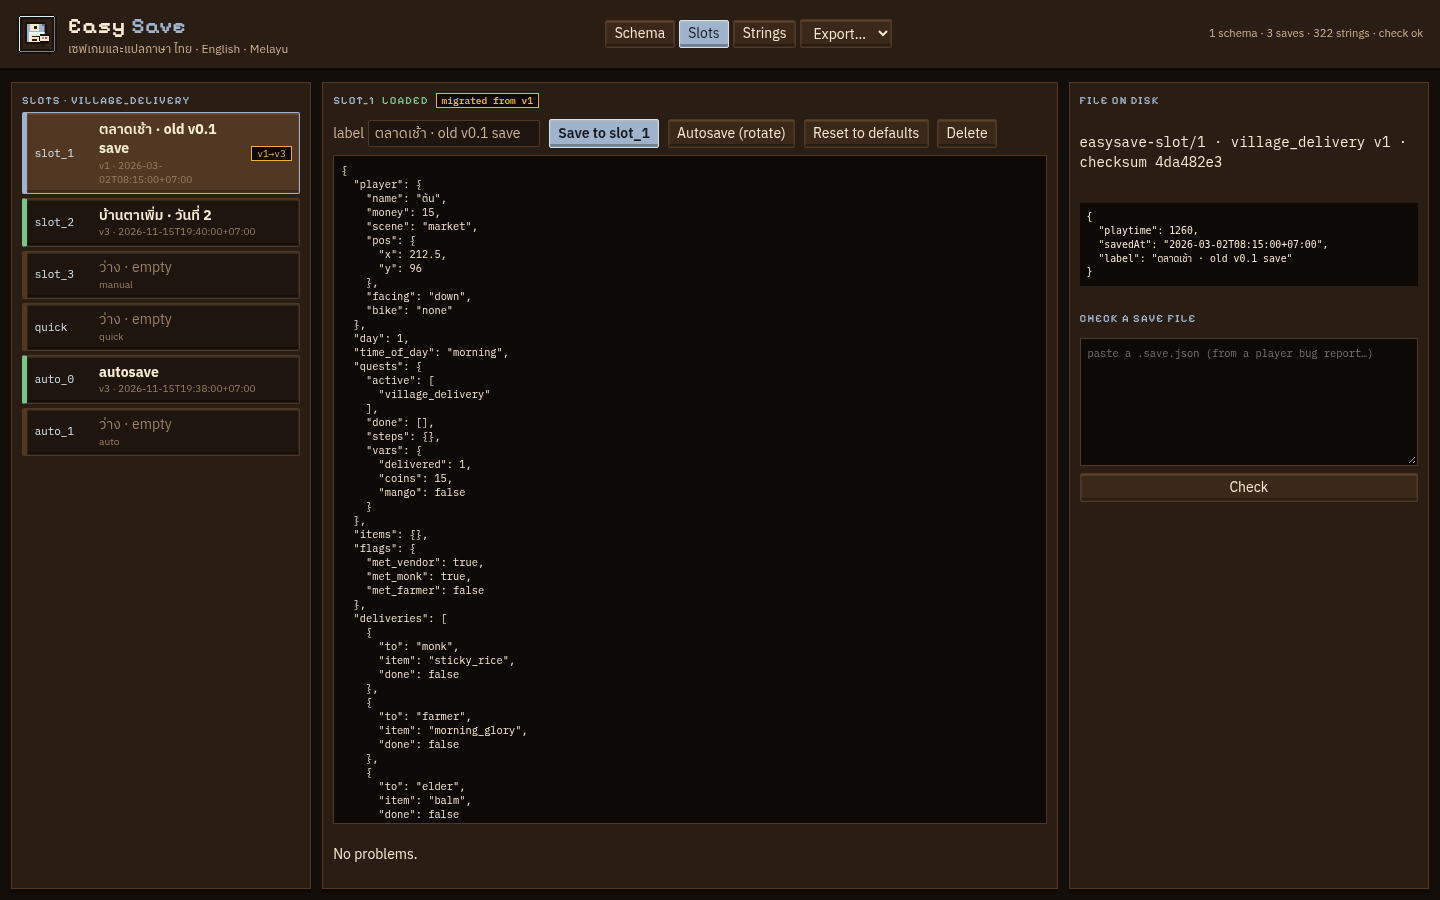 Easy Save
เซฟเกมและแปลภาษา ไทย · English · Melayu
Schema
Slots
Strings
Export...
1 schema · 3 saves · 322 strings · check ok
SLOTS · VILLAGE_DELIVERY
slot_1
ตลาดเช้า · old v0.1
save
v1 · 2026-03-
02T08:15:00+07:00
v1→v3
slot_2
บ้านตาเพิ่ม · วันที่ 2
v3 · 2026-11-15T19:40:00+07:00
slot_3
ว่าง · empty
manual
quick
ว่าง · empty
quick
auto_0
autosave
v3 · 2026-11-15T19:38:00+07:00
auto_1
ว่าง · empty
auto
SLOT_1 LOADED migrated from v1
label
ตลาดเช้า · old v0.1 save
Save to slot_1
Autosave (rotate)
Reset to defaults
Delete
{
"player": {
"name": "ต้น",
"money": 15,
"scene": "market",
"pos": {
"x": 212.5,
"y": 96
},
"facing": "down",
"bike": "none"
},
"day": 1,
"time_of_day": "morning",
"quests": {
"active": [
"village_delivery"
],
"done": [],
"steps": {},
"vars": {
"delivered": 1,
"coins": 15,
"mango": false
}
},
"items": {},
"flags": {
"met_vendor": true,
"met_monk": true,
"met_farmer": false
},
"deliveries": [
{
"to": "monk",
"item": "sticky_rice",
"done": false
},
{
"to": "farmer",
"item": "morning_glory",
"done": false
},
{
"to": "elder",
"item": "balm",
"done": false
No problems.
FILE ON DISK
easysave-slot/1 · village_delivery v1 ·
checksum 4da482e3
{
"playtime": 1260,
"savedAt": "2026-03-02T08:15:00+07:00",
"label": "ตลาดเช้า · old v0.1 save"
}
CHECK A SAVE FILE
paste a .save.json (from a player bug report…)
Check